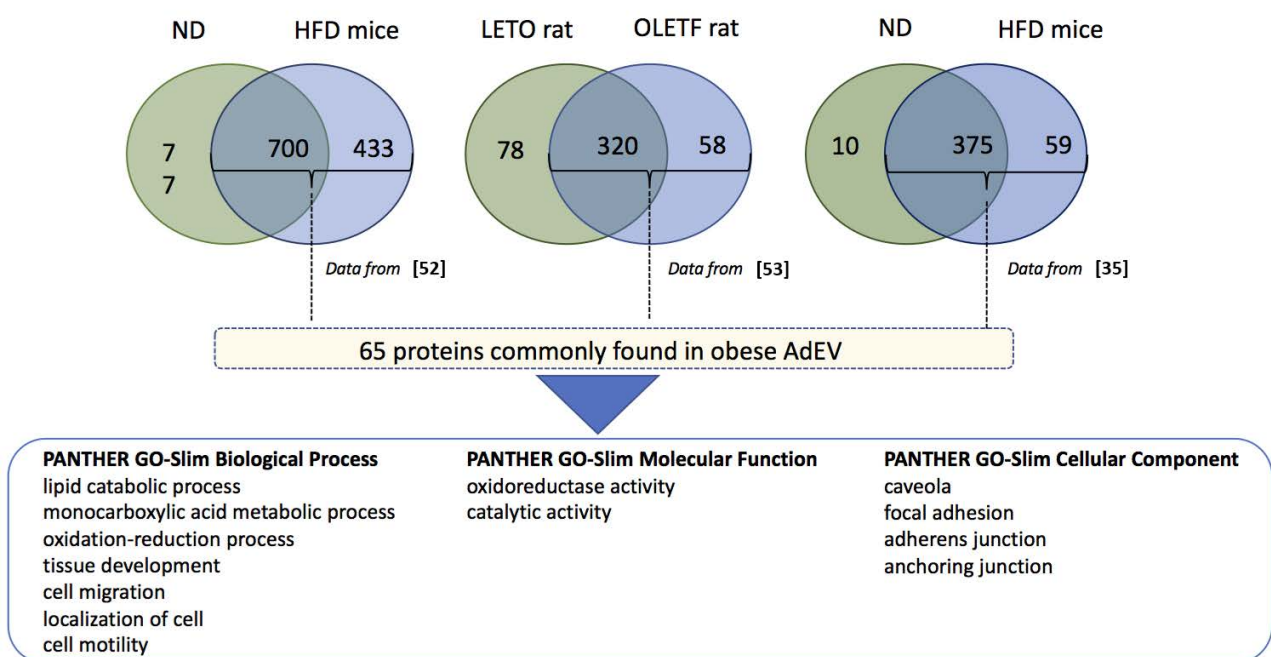 ND HFD mice LETO rat OLETF rat ND HFD mice
7 700 433 78 320 58 10 375 59
7
Data from [52] Data from [53] Data from [35]
65 proteins commonly found in obese AdEV
PANTHER GO-Slim Biological Process
lipid catabolic process
monocarboxylic acid metabolic process
oxidation-reduction process
tissue development
cell migration
localization of cell
cell motility
PANTHER GO-Slim Molecular Function
oxidoreductase activity
catalytic activity
PANTHER GO-Slim Cellular Component
caveola
focal adhesion
adherens junction
anchoring junction